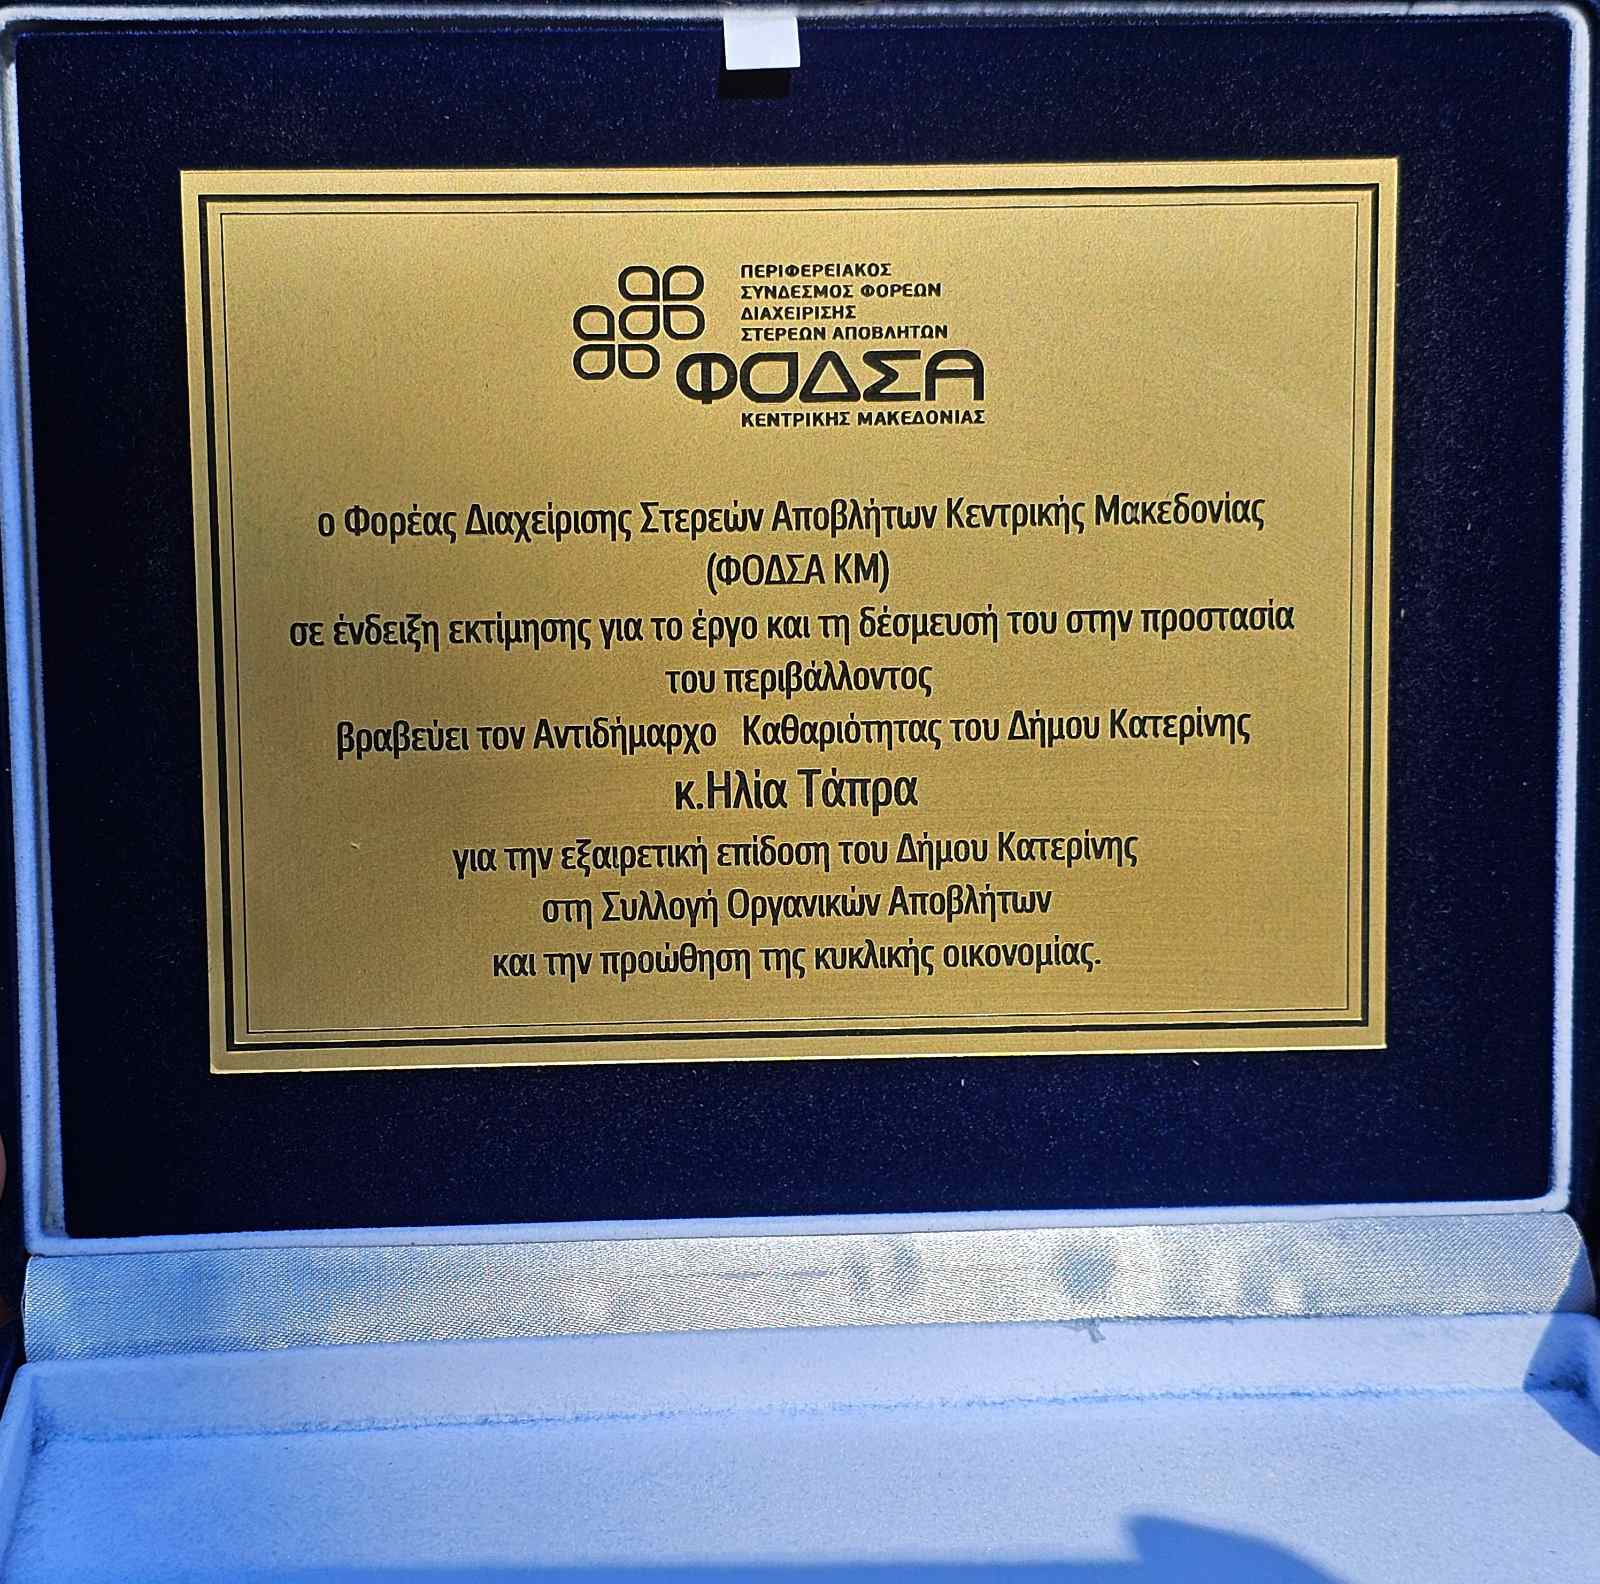 ΠΕΡΙΦΕΡΕΙΑΚΟΣ
ΣΥΝΔΕΣΜΟΣ ΦΟΡΕΩΝ
ΔΙΑΧΕΙΡΙΣΗΣ
ΣΤΕΡΕΩΝ ΑΠΟΒΛΗΤΩΝ
ΦΟΔΣΑ
ΚΕΝΤΡΙΚΗΣ ΜΑΚΕΔΟΝΙΑΣ
ο Φορέας Διαχείρισης Στερεών Αποβλήτων Κεντρικής Μακεδονίας
(ΦΟΔΣΑ ΚΜ)
σε ένδειξη εκτίμησης για το έργο και τη δέσμευσή του στην προστασία
του περιβάλλοντος
βραβεύει τον Αντιδήμαρχο Καθαριότητας του Δήμου Κατερίνης
κ.Ηλία Τάπρα
για την εξαιρετική επίδοση του Δήμου Κατερίνης
στη Συλλογή Οργανικών Αποβλήτων
και την προώθηση της κυκλικής οικονομίας.